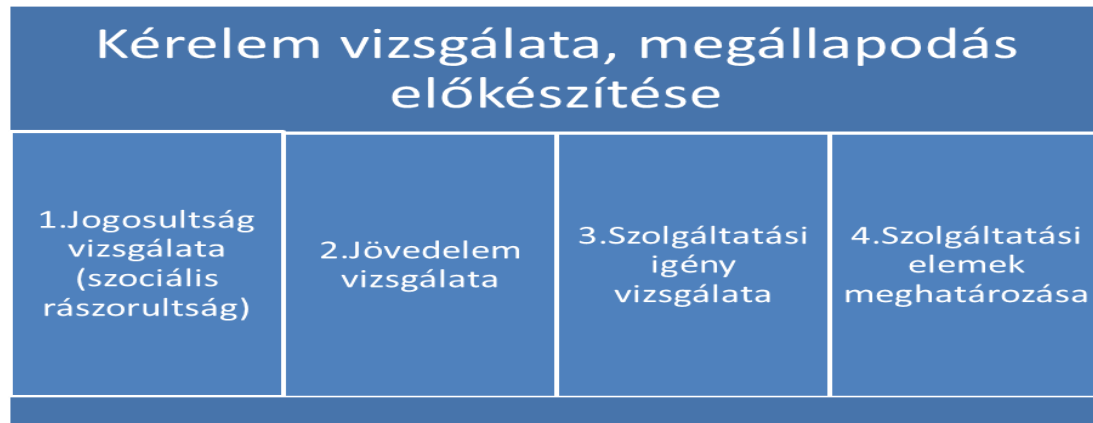 Kérelem vizsgálata, megállapodás
előkészítése
1.Jogosultság
vizsgálata
(szociális
rászorultság)
2.Jövedelem
vizsgálata
3.Szolgáltatási
igény
vizsgálata
4.Szolgáltatási
elemek
meghatározása